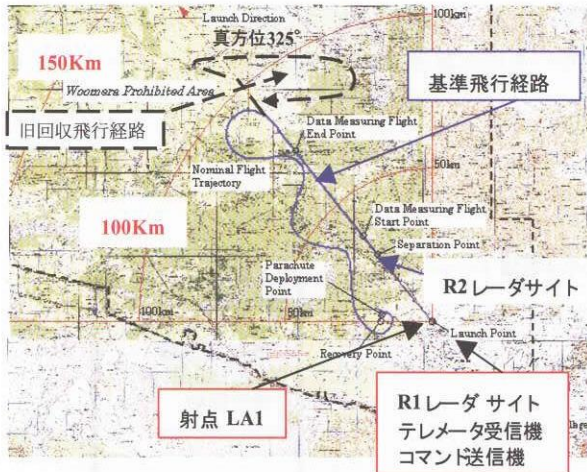 Launch Direction
真方位325°
100km
150Km
Woomera Prohibited Area
基準飛行経路
旧回収飛行経路
Data Measuring Flight
End Point
Nominal Flight
Trajectory
50km
100Km
Data Measuring Flight
Start Point
Separation Point
Parachute
Deployment
Point
R2レーダサイト
100km
50km
Launch Point
Recovery Point
射点 LA1
R1レーダ サイト
テレメータ受信機
コマンド送信機